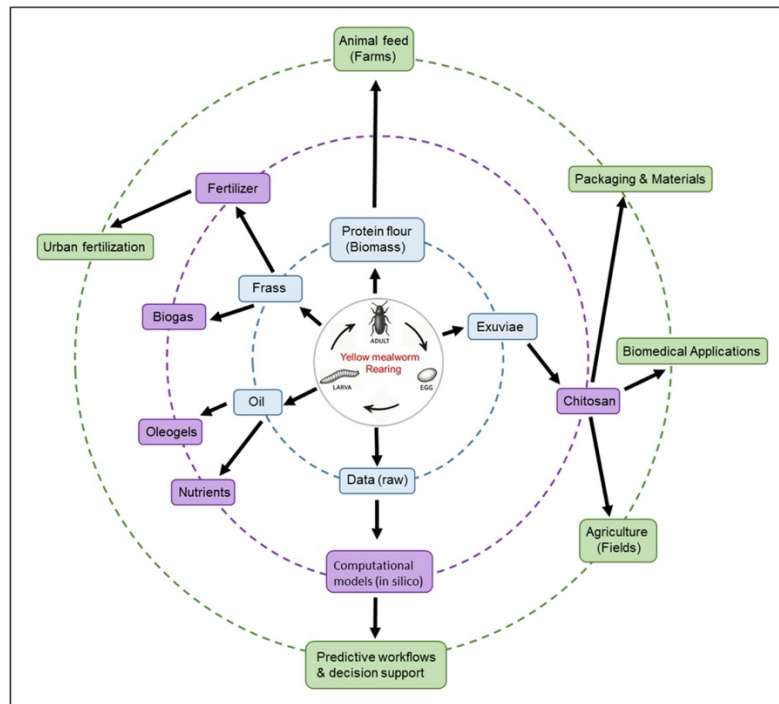 Animal feed
(Farms)
Packaging & Materials
Fertilizer
Urban fertilization
Protein flour
(Biomass)
Frass
Biogas
Exuviae
ADULT
Yellow mealworm
Rearing
LARVA
EGG
Biomedical Applications
Oil
Chitosan
Oleogels
Nutrients
Data (raw)
Agriculture
(Fields)
Computational
models (in silico)
Predictive workflows
& decision support